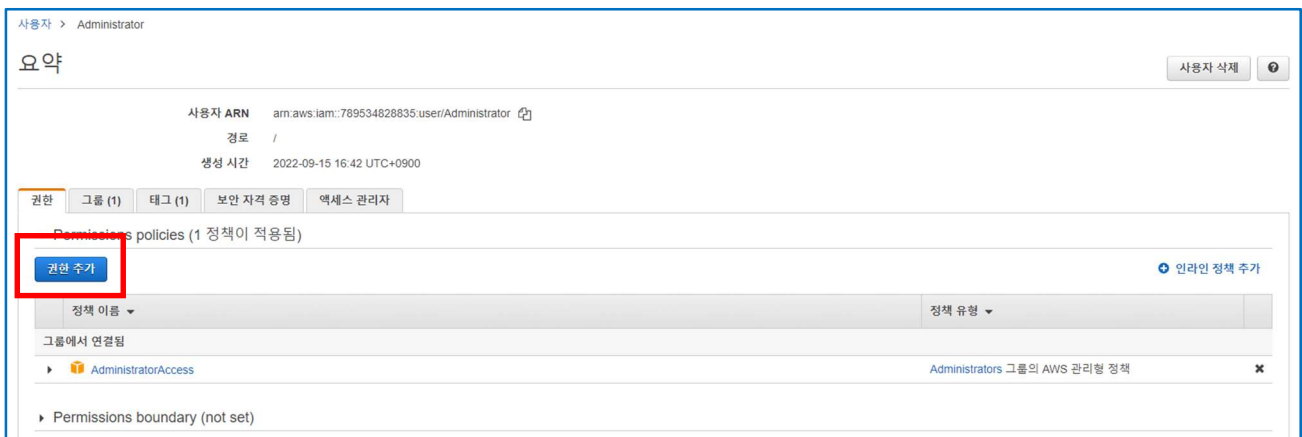 사용자 > Administrator
요약
사용자 삭제
사용자 ARN arn:aws:iam::789534828835:user/Administrator
경로 /
생성 시간 2022-09-15 16:42 UTC+0900
권한 그룹 (1) 태그 (1) 보안 자격 증명 액세스 관리자
Permissions policies (1 정책이 적용됨)
권한 추가 인라인 정책 추가
정책 이름 정책 유형
그룹에서 연결됨
AdministratorAccess Administrators 그룹의 AWS 관리형 정책
Permissions boundary (not set)